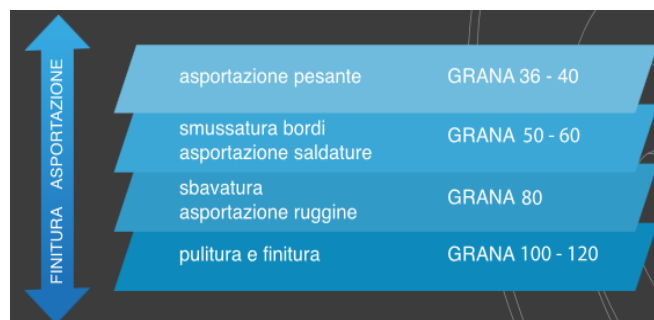 FINITURA ASPORTAZIONE
asportazione pesante GRANA 36 - 40
smussatura bordi
asportazione saldature GRANA 50 - 60
sbavatura
asportazione ruggine GRANA 80
pulitura e finitura GRANA 100 - 120